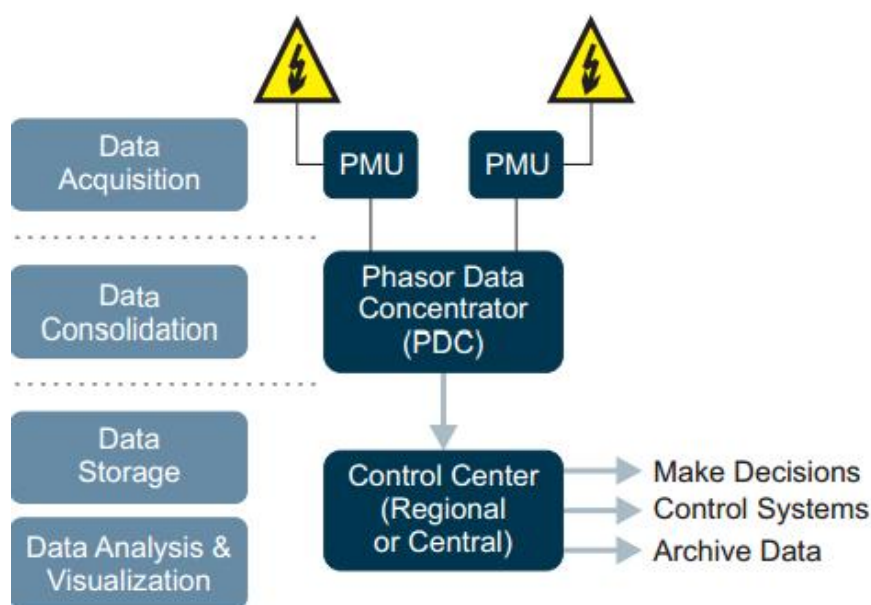 Data
Acquisition
PMU
PMU
Data
Consolidation
Phasor Data
Concentrator
(PDC)
Data
Storage
Control Center
(Regional
or Central)
Make Decisions
Control Systems
Archive Data
Data Analysis &
Visualization